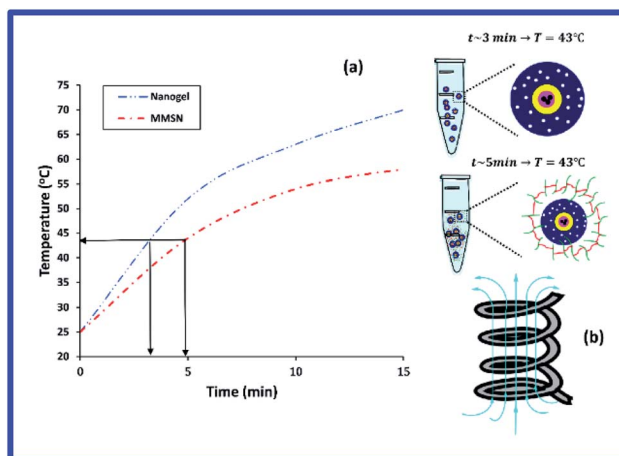 (a)
75
70
65
60
55
50
45
40
35
30
25
20
Temperature (°C)
Nanogel
MMSN
0
5
10
15
Time (min)
t~3 min → T = 43℃
t~5min → T = 43℃
(b)